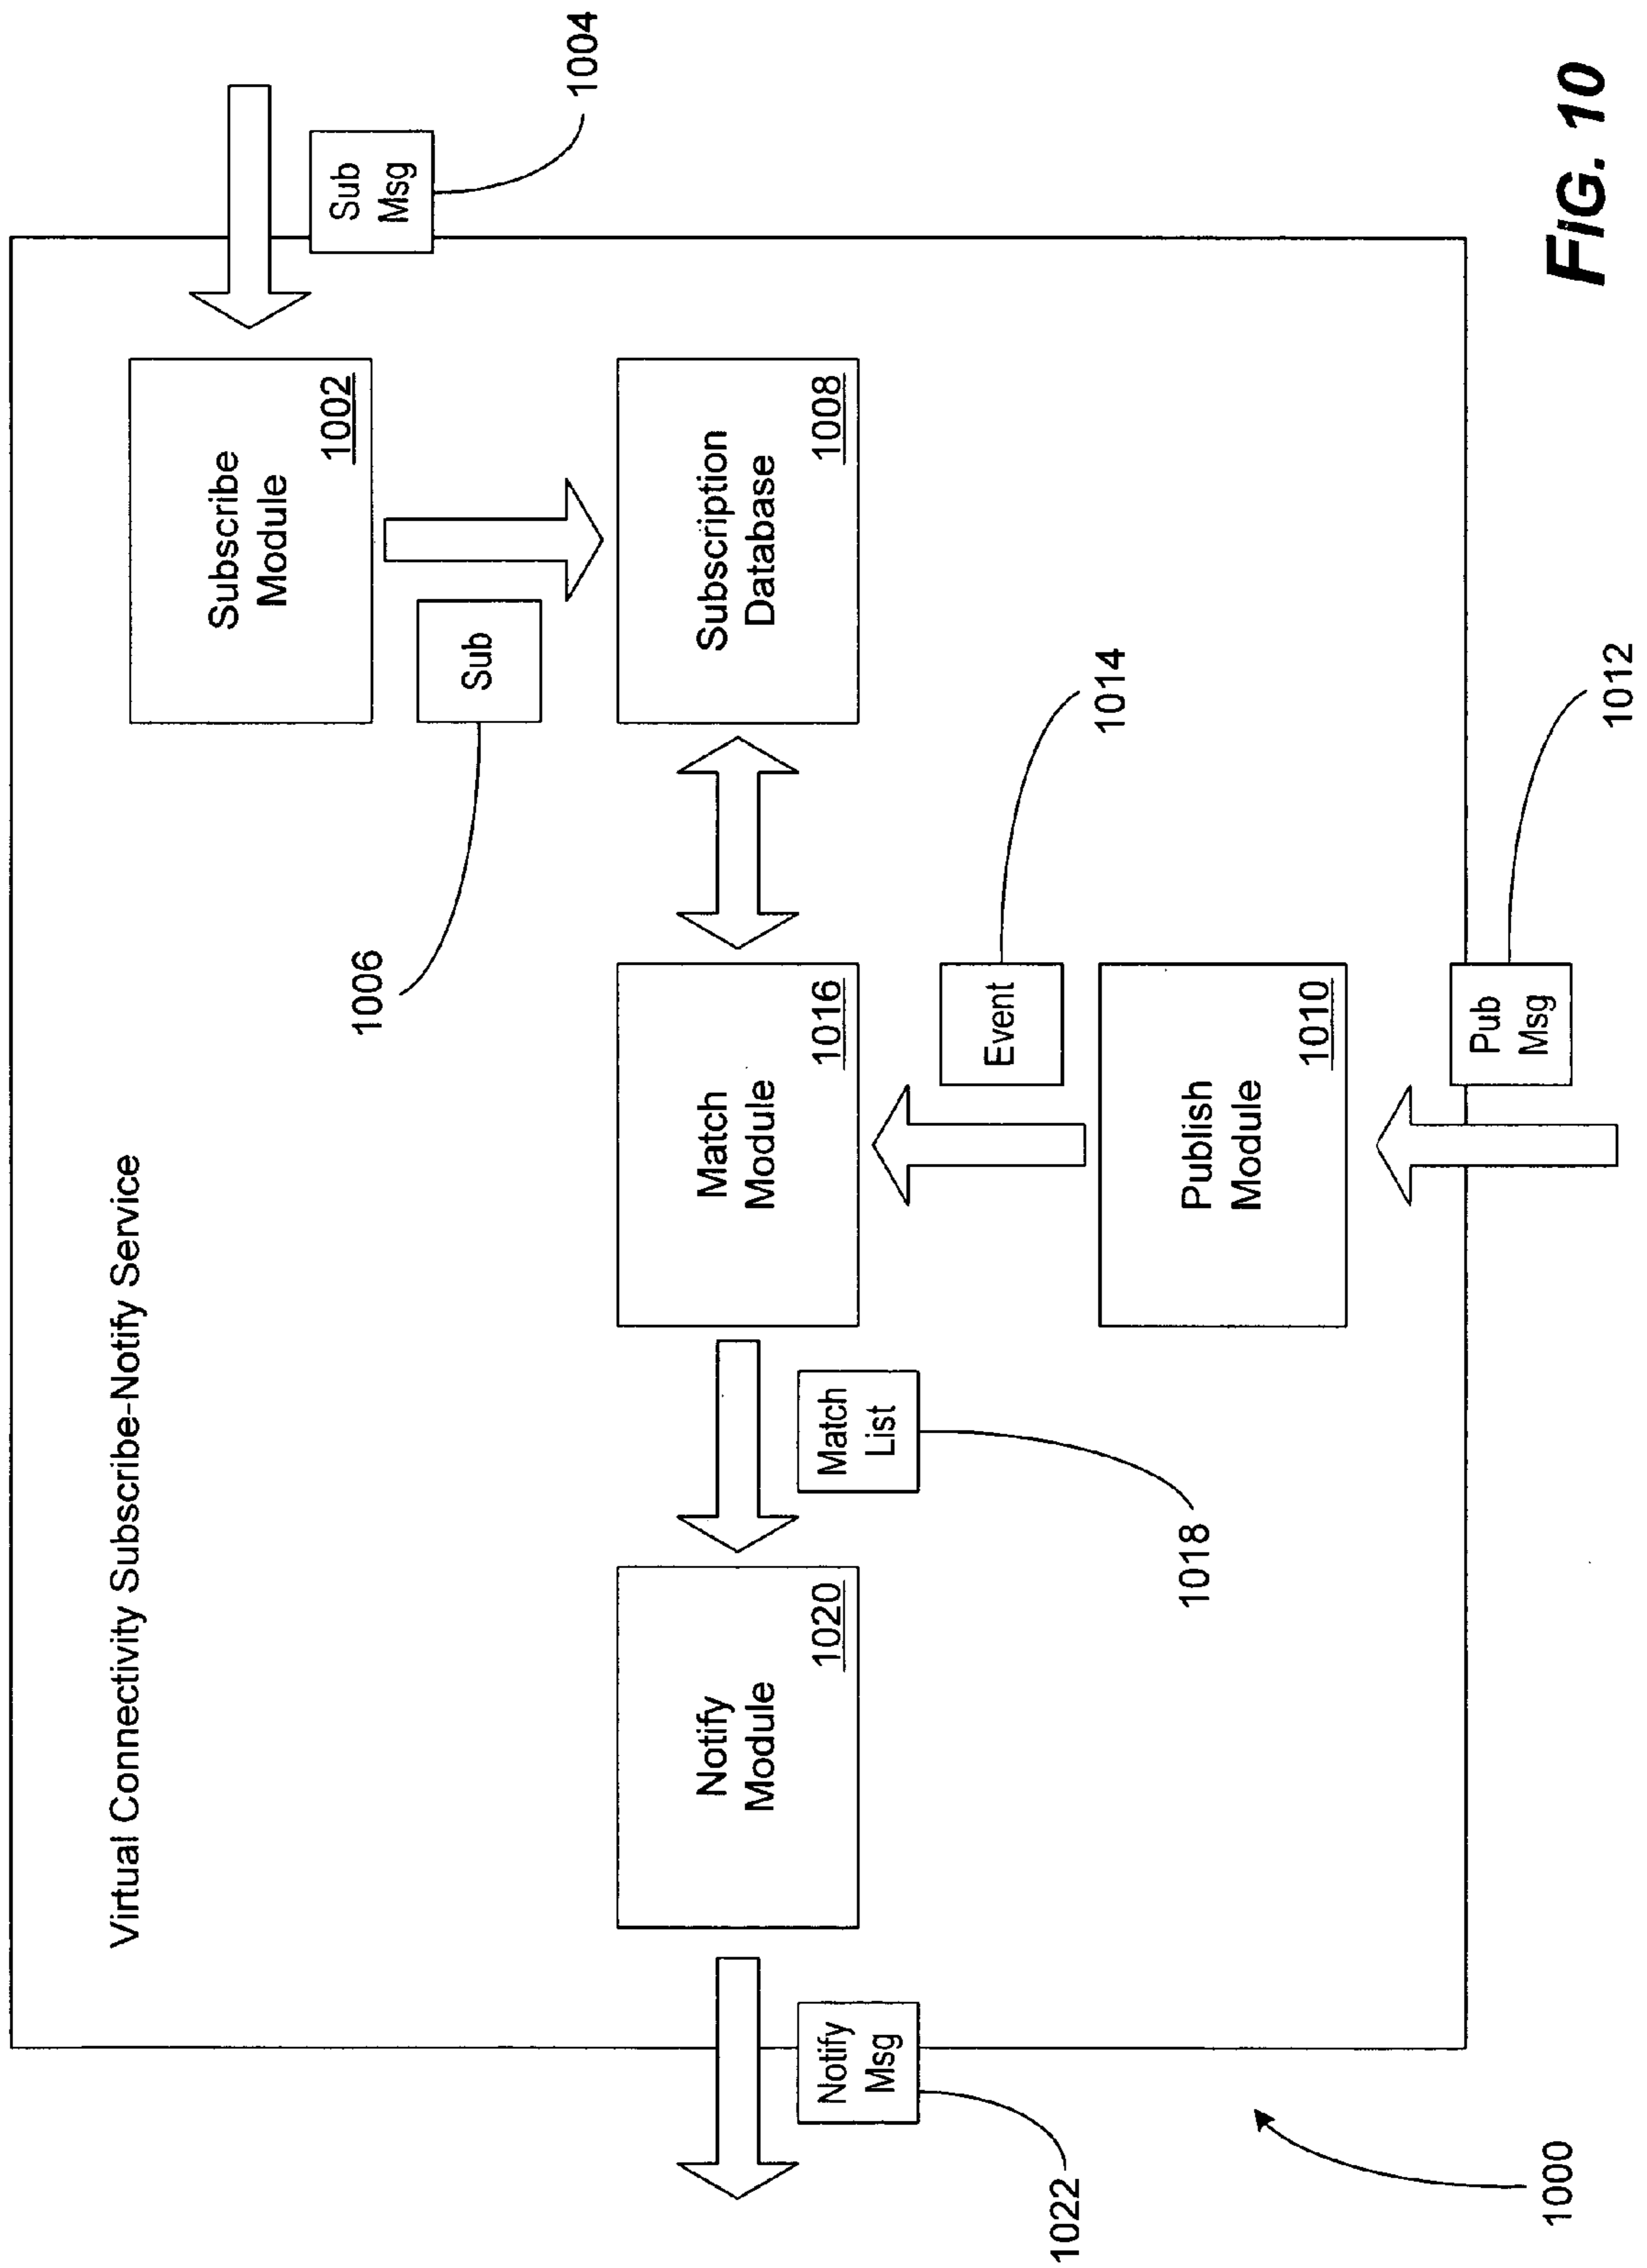 Virtual Connectivity Subscribe-Notify Service
Subscribe
Module
1002
Sub
Msg
1004
Sub
1006
Notify
Module
1020
Match
Module
1016
Subscription
Database
1008
Notify
Msg
1022
Match
List
1018
Event
1014
Publish
Module
1010
Pub
Msg
1012
1000
FIG. 10